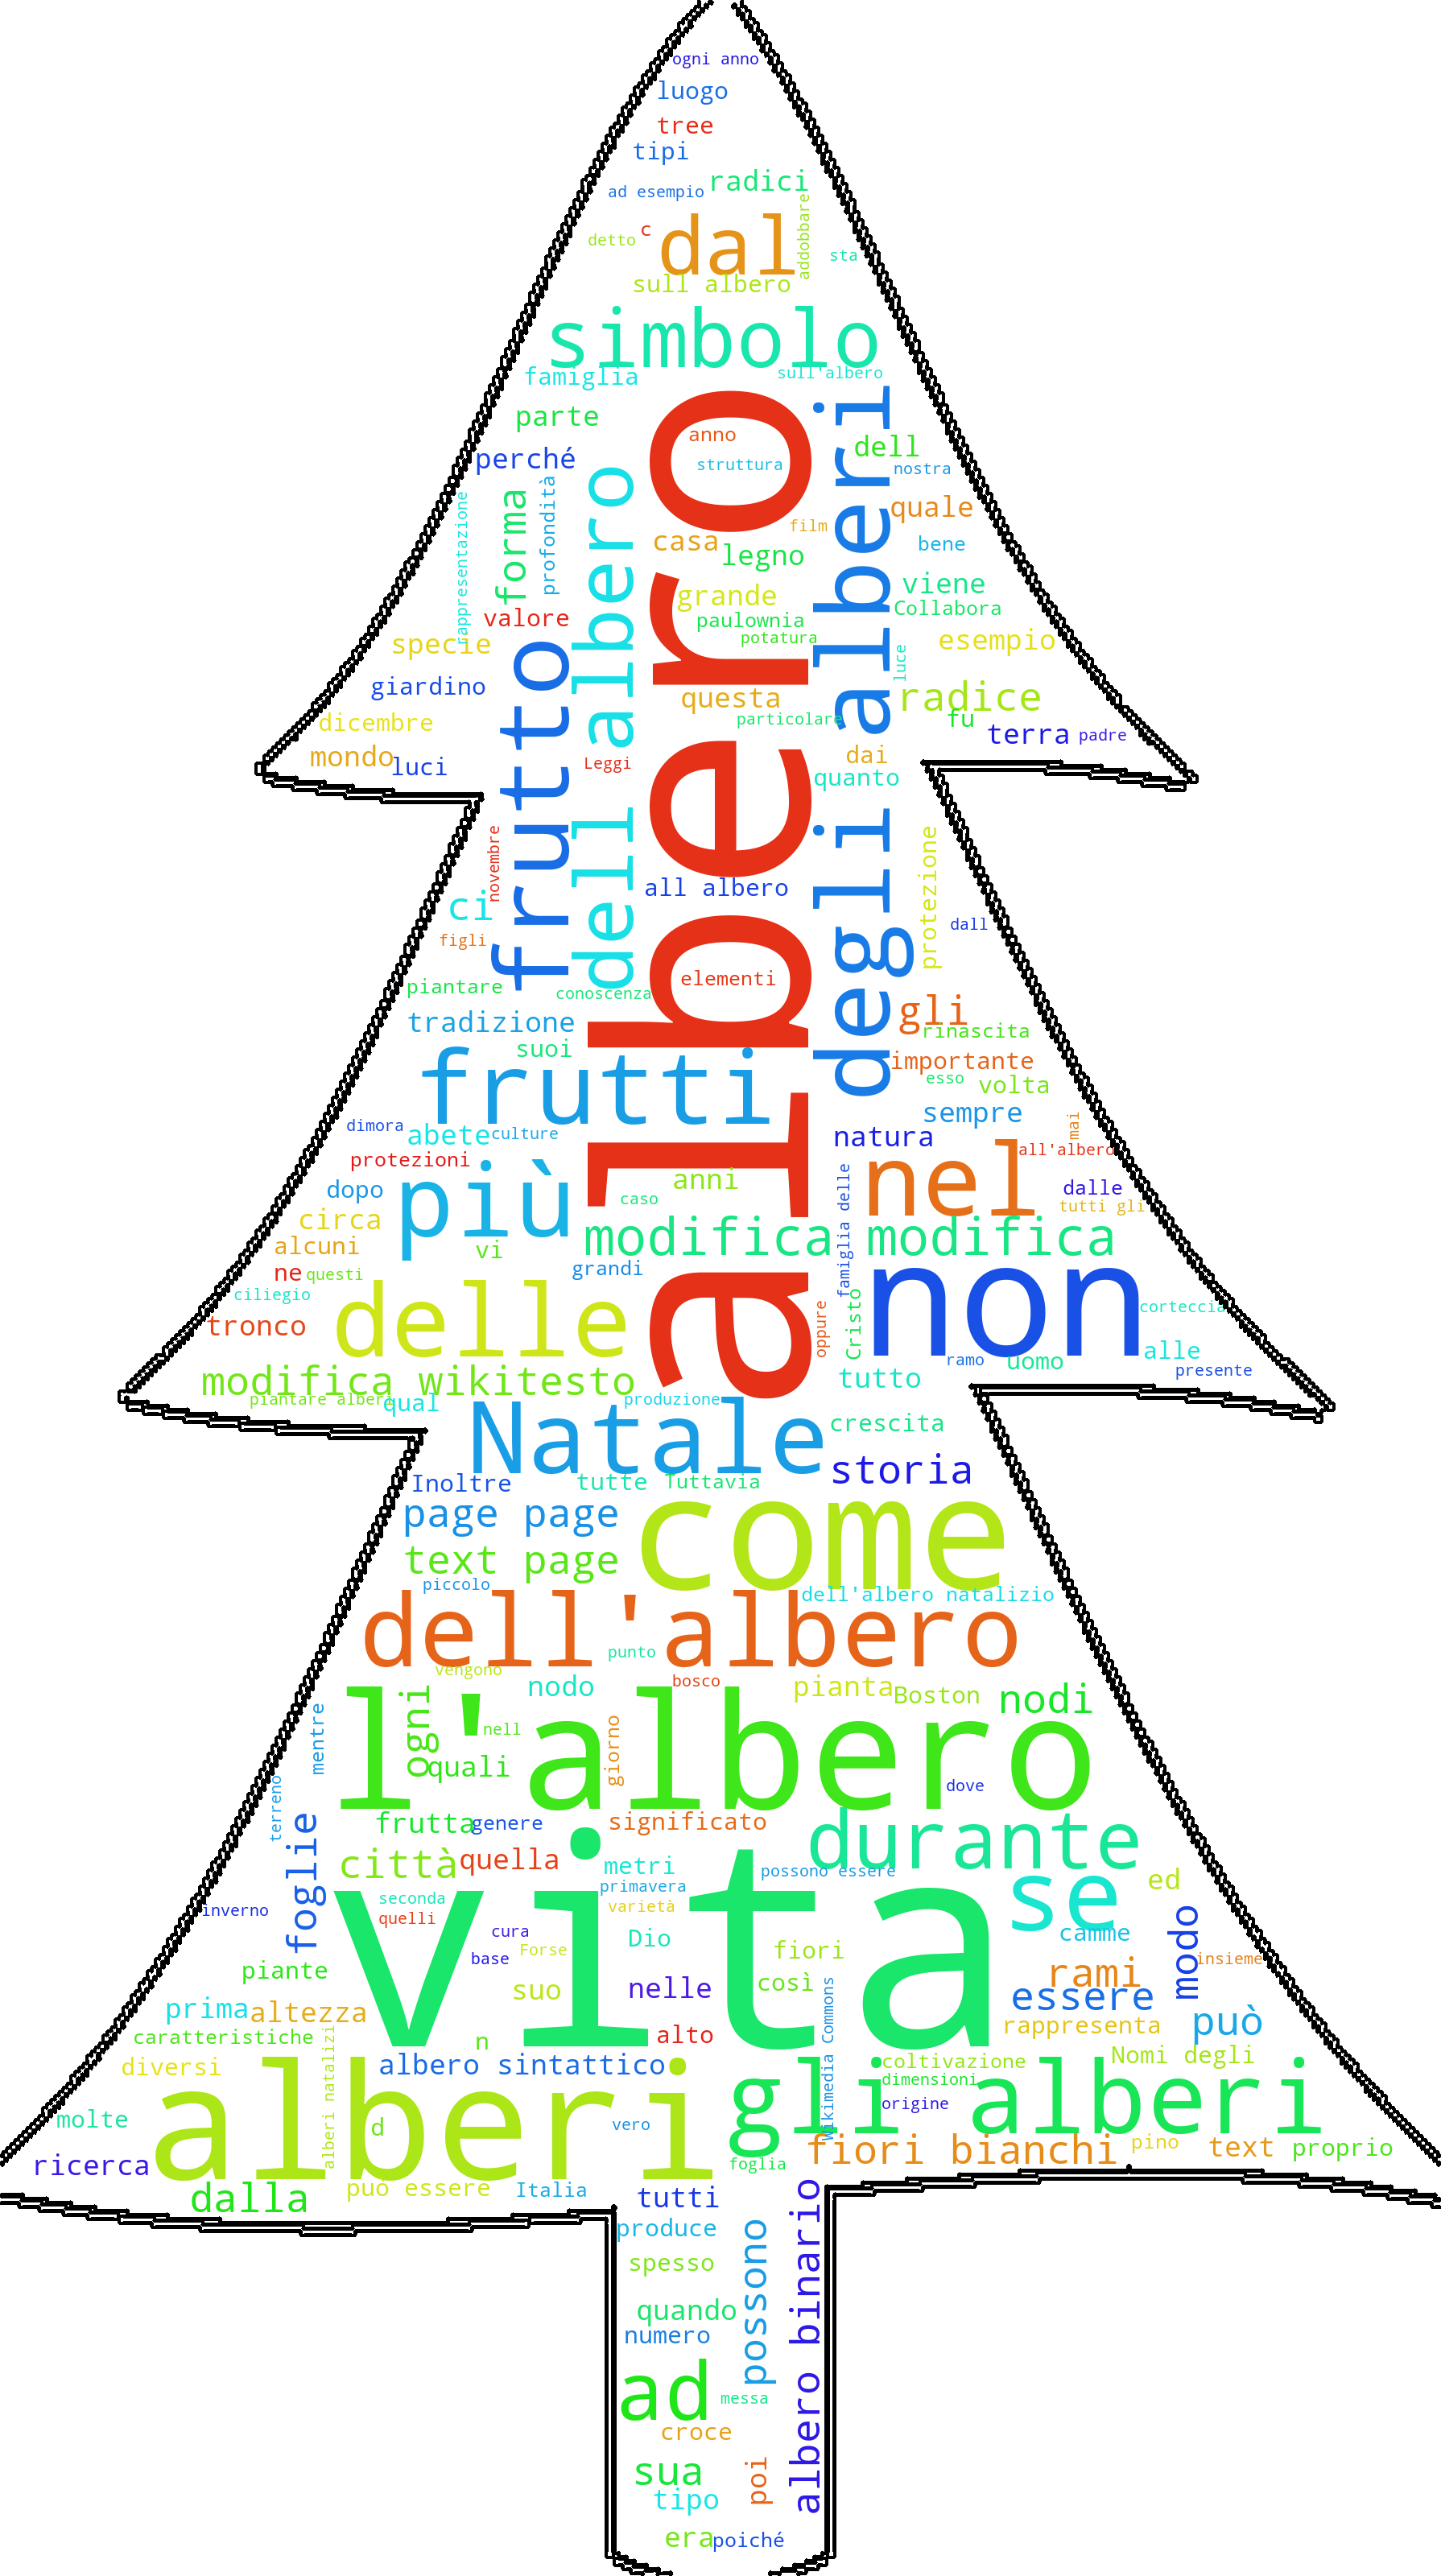 ogni anno
luogo
tree
tipi
radici
ad esempio
addobbare
detto
c
dal
sta
sull albero
simbolo
famiglia
sull'albero
parte
albero
degli alberi
anno
dell
perché
struttura
nostra
dell albero
rappresentazione
forma
profondità
quale
film
casa
legno
bene
viene
grande
Collabora
valore
paulownia
potatura
specie
esempio
frutto
luce
giardino
questa
radice
dicembre
particolare
fu
terra
padre
mondo
luci
Leggi
dai
quanto
novembre
protezione
all albero
ci
dall
figli
elementi
piantare
conoscenza
gli
tradizione
rinascita
suoi
importante
frutti
esso
volta
sempre
dimora
abete
culture
natura
mai
all'albero
protezioni
più
nel
anni
dopo
caso
famiglia delle
dalle
tutti gli
circa
modifica modifica
alcuni
vi
grandi
ne
questi
non
ciliegio
delle
oppure
Cristo
corteccia
tronco
ramo
uomo
alle
presente
modifica wikitesto
tutto
piantare alberi
qual
produzione
Natale
crescita
storia
Inoltre
tutte
Tuttavia
page page
come
text page
piccolo
dell'albero natalizio
dell'albero
punto
vengono
nodo
bosco
pianta
Boston
nodi
ogni
l'albero
mentre
nell
giorno
quali
dove
terreno
frutta
genere
significato
durante
foglie
città
quella
metri
possono essere
se
ed
vita
seconda
primavera
inverno
quelli
varietà
cura
Dio
camme
modo
base
Forse
fiori
insieme
piante
suo
nelle
così
rami
essere
prima
altezza
Wikimedia Commons
rappresenta
può
caratteristiche
n
alto
alberi natalizi
diversi
albero sintattico
coltivazione
Nomi degli
alberi
gli alberi
dimensioni
origine
molte
d
vero
ricerca
fiori bianchi
pino
text
proprio
foglia
dalla
può essere
Italia
tutti
albero binario
produce
possono
spesso
quando
numero
ad
messa
croce
sua
poi
tipo
era
poiché